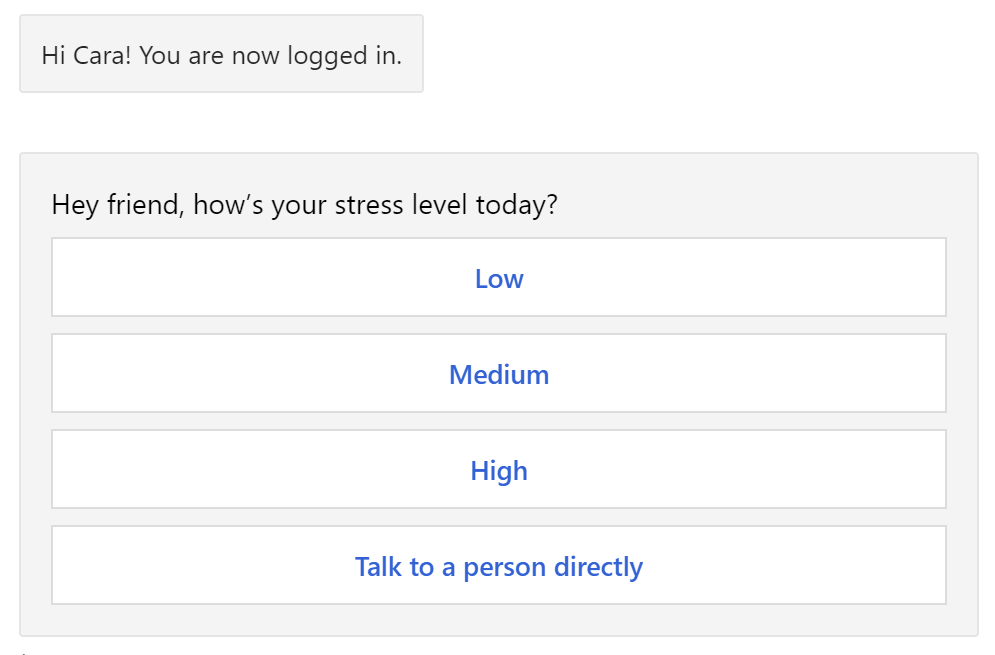 Hi Cara! You are now logged in.
Hey friend, how’s your stress level today?
Low
Medium
High
Talk to a person directly